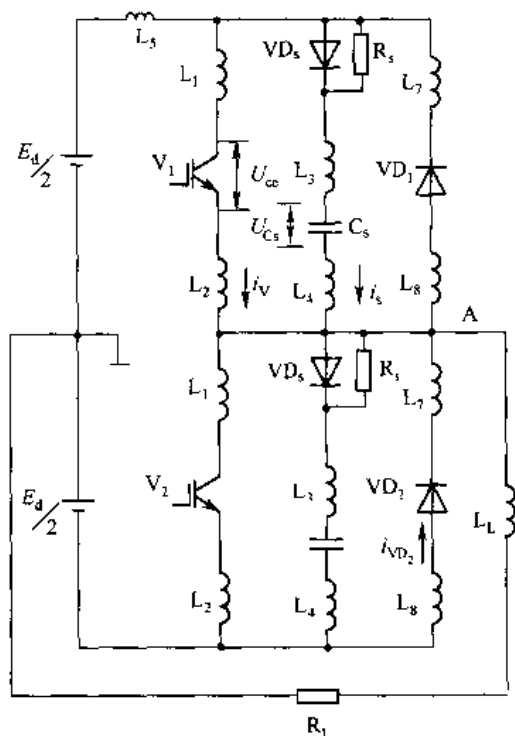 L5
VDs
Rs
L1
L7
Ed/2
V1
Uce
L3
VD1
UCs
Cs
L2
iV
L4
is
L8
A
VDs
Rs
L1
L7
Ed/2
V2
L3
VD2
LL
iVD2
L2
L4
L8
R1